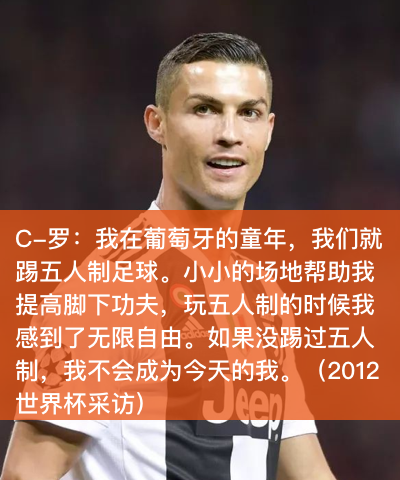 C-罗：我在葡萄牙的童年，我们就
踢五人制足球。小小的场地帮助我
提高脚下功夫，玩五人制的时候我
感到了无限自由。如果没踢过五人
制，我不会成为今天的我。（2012
世界杯采访）
Jeep